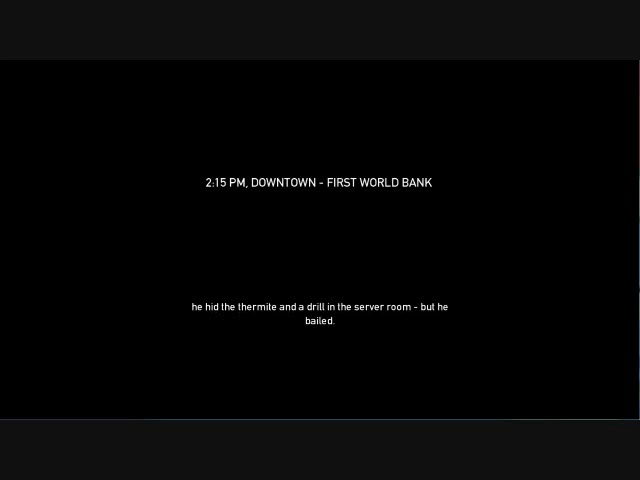 2:15 PM, DOWNTOWN - FIRST WORLD BANK
he hid the thermite and a drill in the server room - but he
bailed.